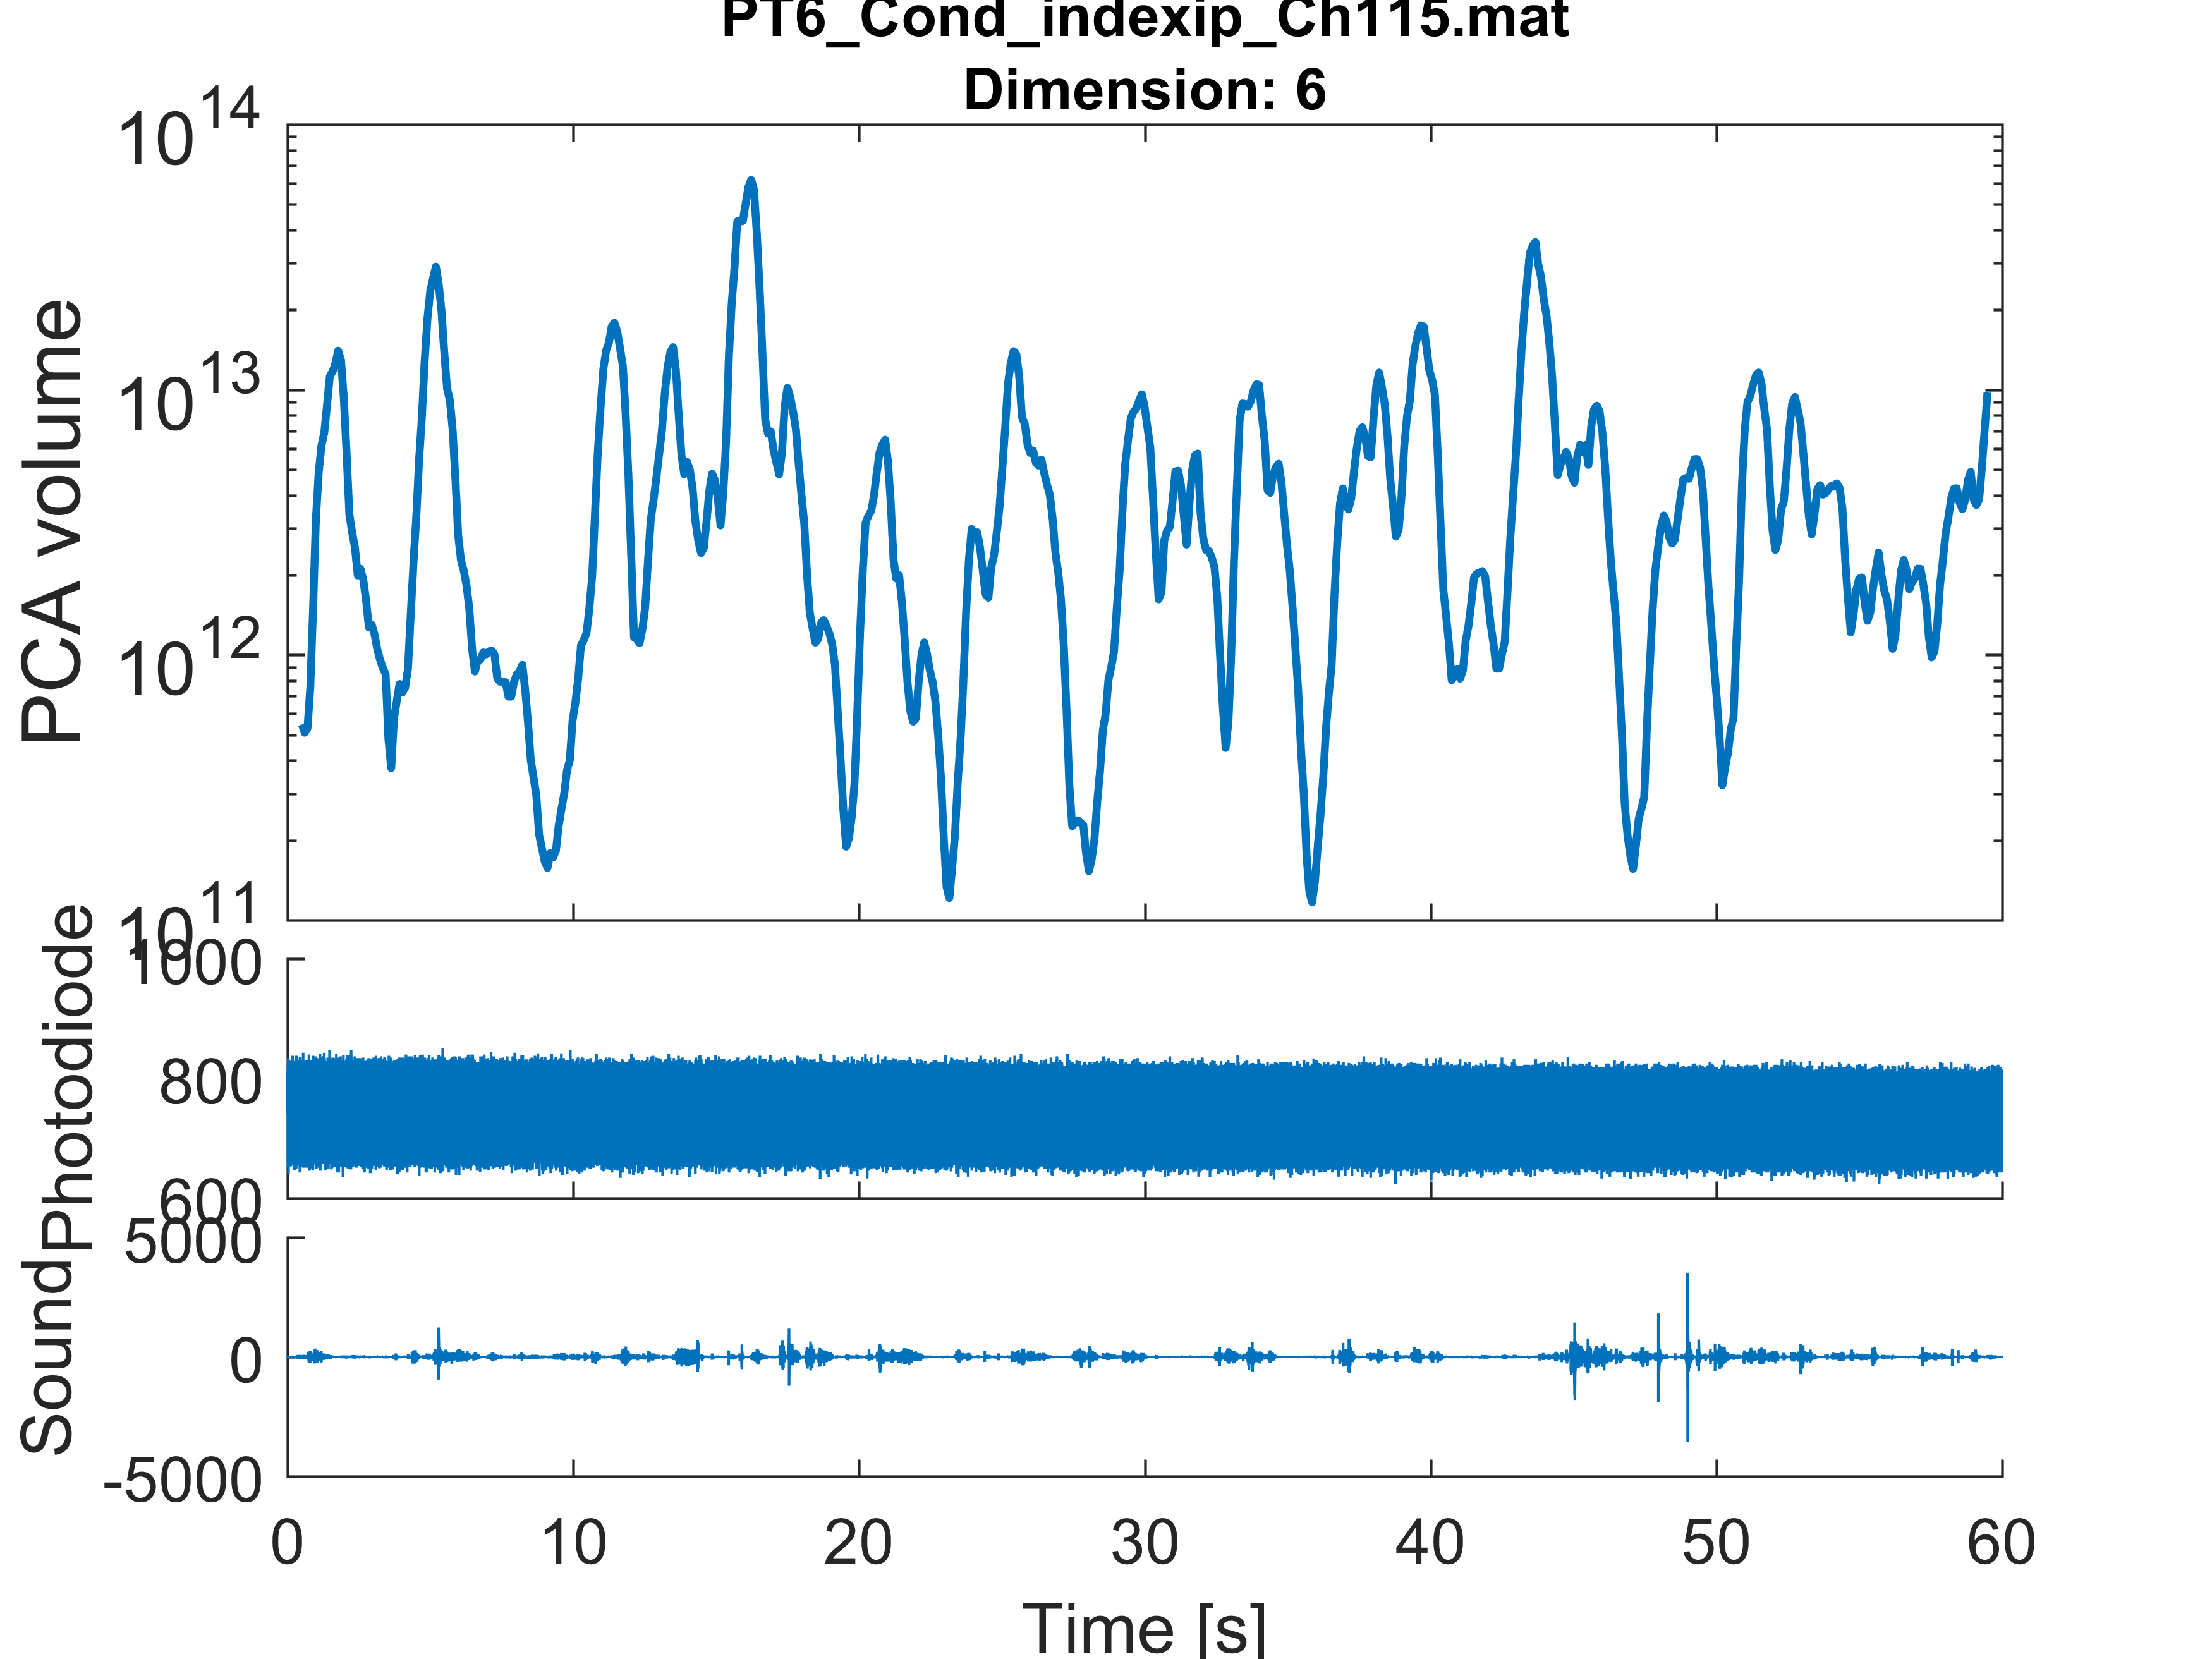 PT6_Cond_indexip_Ch115.mat
Dimension: 6
PCA volume
10^14
10^13
10^12
10^11
Photodiode
1000
800
600
Sound
5000
0
-5000
0 10 20 30 40 50 60
Time [s]